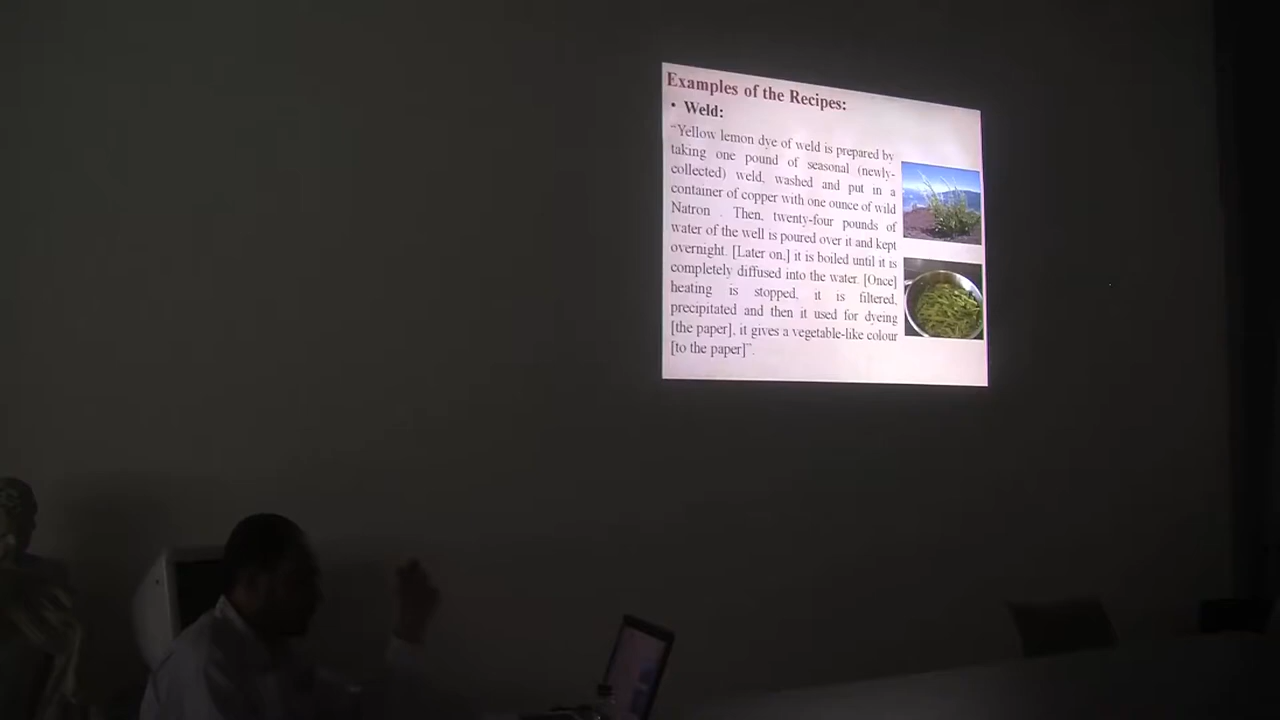 Examples of the Recipes:
• Weld:
“Yellow lemon dye of weld is prepared by
taking one pound of seasonal (newly-
collected) weld, washed and put in a
container of copper with one ounce of wild
Natron . Then, twenty-four pounds of
water of the well is poured over it and kept
overnight. [Later on,] it is boiled until it is
completely diffused into the water. [Once]
heating is stopped, it is filtered,
precipitated and then it used for dyeing
[the paper], it gives a vegetable-like colour
[to the paper]”.